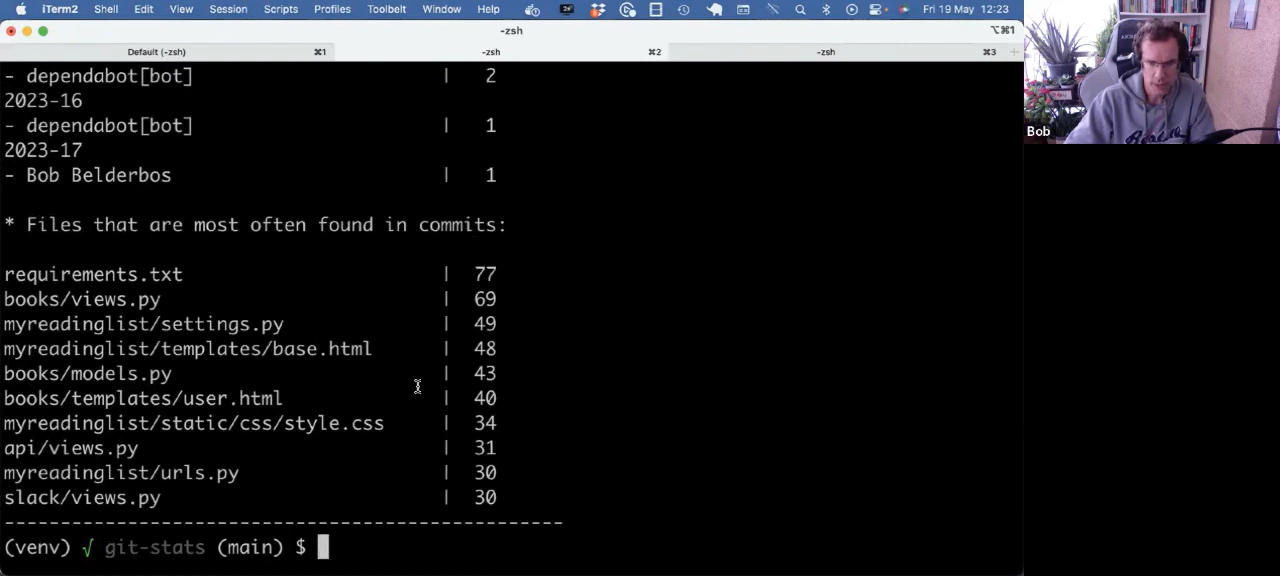 iTerm2 Shell Edit View Session Scripts Profiles Toolbelt Window Help Fri 19 May 12:23
-zsh ⌥⌘1
Default (-zsh) ⌘1 -zsh ⌘2 -zsh ⌘3
- dependabot[bot] | 2
2023-16
- dependabot[bot] | 1
2023-17
- Bob Belderbos | 1
* Files that are most often found in commits:
requirements.txt | 77
books/views.py | 69
myreadinglist/settings.py | 49
myreadinglist/templates/base.html | 48
books/models.py | 43
books/templates/user.html | 40
myreadinglist/static/css/style.css | 34
api/views.py | 31
myreadinglist/urls.py | 30
slack/views.py | 30
--------------------------------------------------
(venv) √ git-stats (main) $
Bob